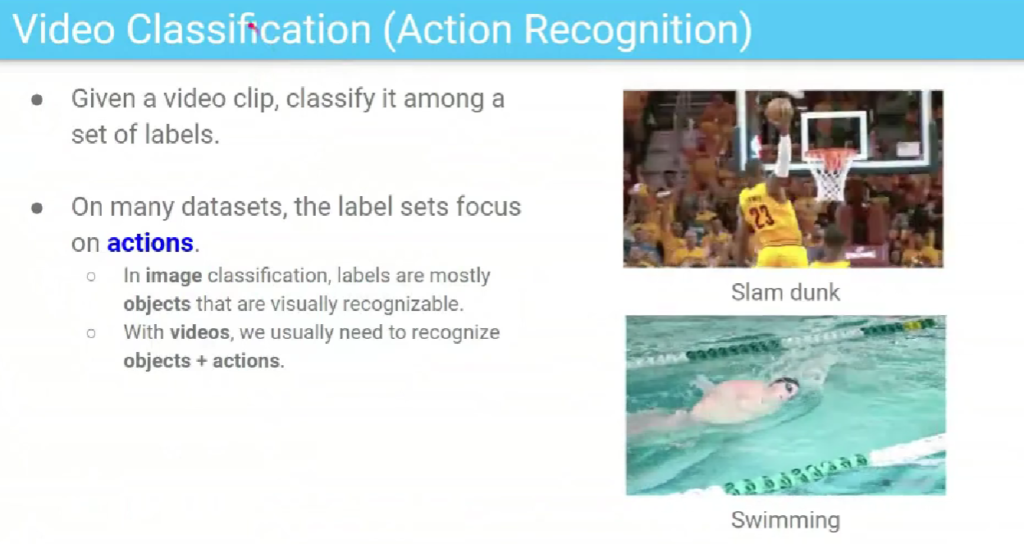 Video Classification (Action Recognition)
● Given a video clip, classify it among a
set of labels.
● On many datasets, the label sets focus
on actions.
○ In image classification, labels are mostly
objects that are visually recognizable.
○ With videos, we usually need to recognize
objects + actions.
23
Slam dunk
Swimming